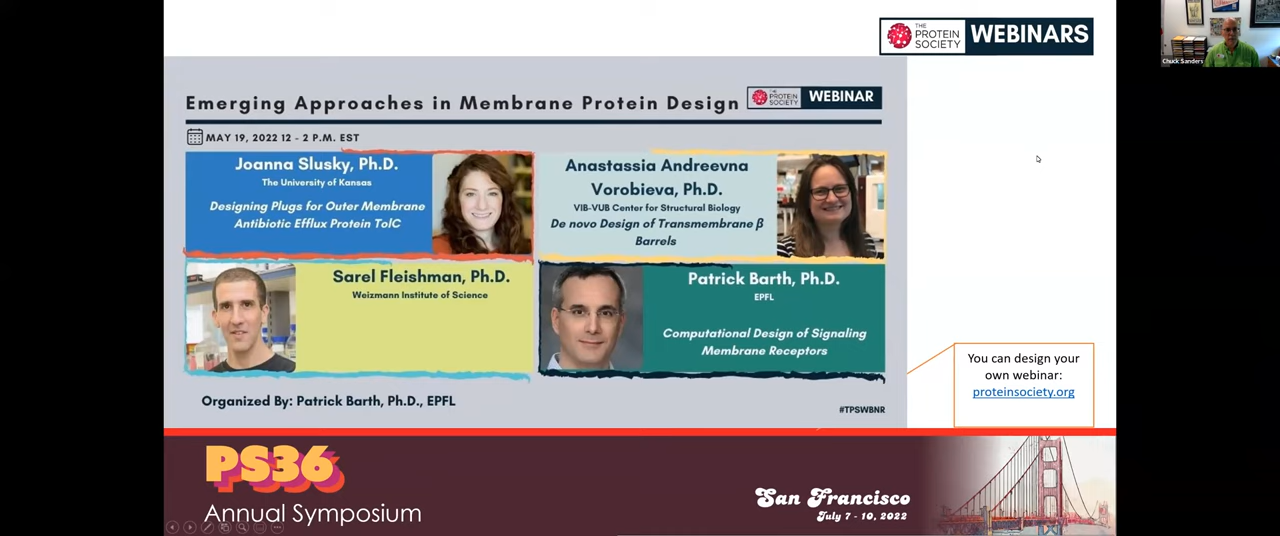 THE
PROTEIN
SOCIETY
WEBINARS
Chuck Sanders
Emerging Approaches in Membrane Protein Design
THE
PROTEIN
SOCIETY
WEBINAR
MAY 19, 2022 12 - 2 P.M. EST
Joanna Slusky, Ph.D.
The University of Kansas
Designing Plugs for Outer Membrane
Antibiotic Efflux Protein TolC
Anastassia Andreevna
Vorobieva, Ph.D.
VIB-VUB Center for Structural Biology
De novo Design of Transmembrane β
Barrels
Sarel Fleishman, Ph.D.
Weizmann Institute of Science
Patrick Barth, Ph.D.
EPFL
Computational Design of Signaling
Membrane Receptors
You can design your
own webinar:
proteinsociety.org
Organized By: Patrick Barth, Ph.D., EPFL
#TPSWBNR
PS36
Annual Symposium
San Francisco
July 7 - 10, 2022